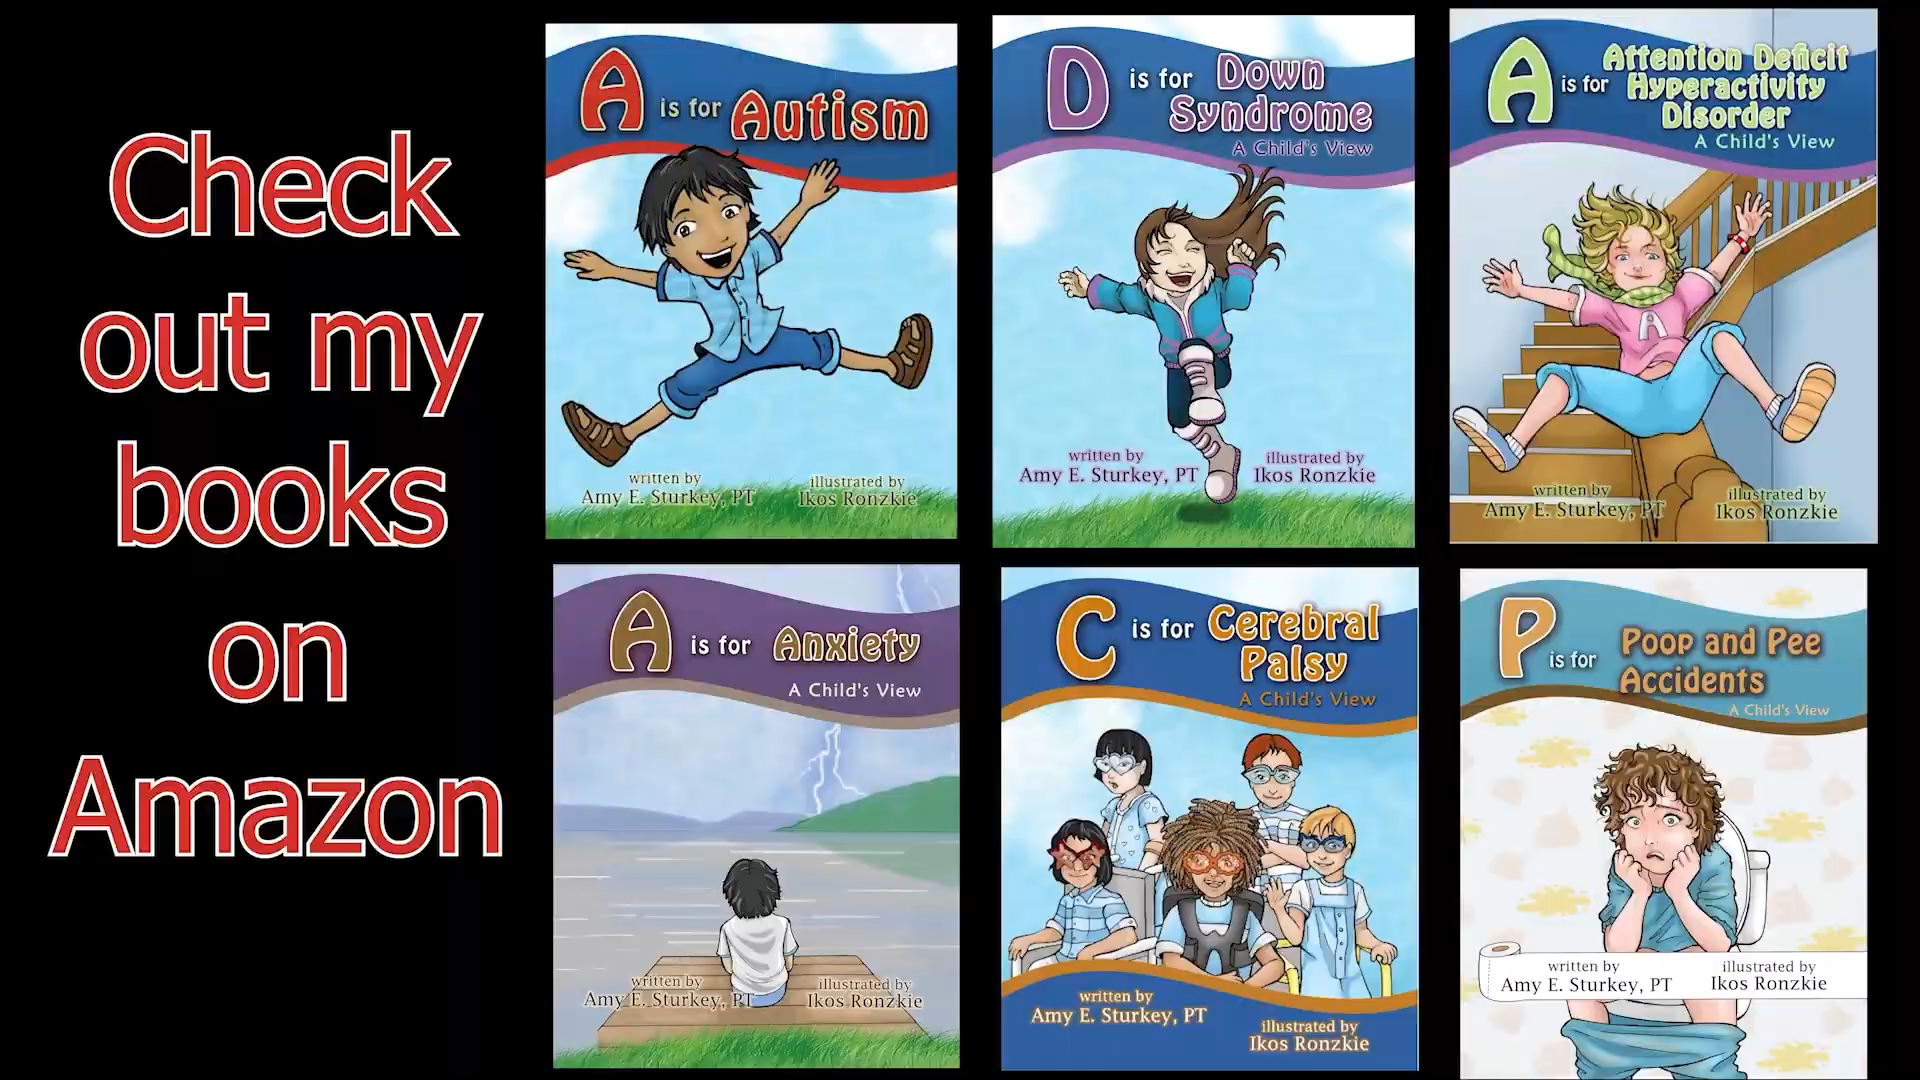 Check
out my
books
on
Amazon
A is for Autism
written by
Amy E. Sturkey, PT
illustrated by
Ikos Ronzkie
D is for Down
Syndrome
A Child's View
written by
Amy E. Sturkey, PT
illustrated by
Ikos Ronzkie
A is for Attention Deficit
Hyperactivity
Disorder
A Child's View
A
written by
Amy E. Sturkey, PT
illustrated by
Ikos Ronzkie
A is for Anxiety
A Child's View
written by
Amy E. Sturkey, PT
illustrated by
Ikos Ronzkie
C is for Cerebral
Palsy
A Child's View
written by
Amy E. Sturkey, PT
illustrated by
Ikos Ronzkie
P is for Poop and Pee
Accidents
A Child's View
written by
Amy E. Sturkey, PT
illustrated by
Ikos Ronzkie